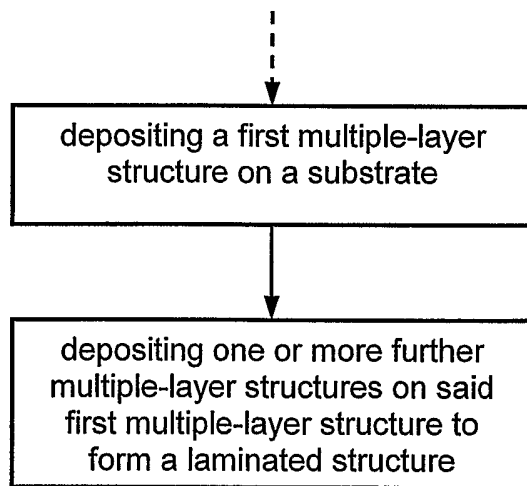 depositing a first multiple-layer
structure on a substrate
depositing one or more further
multiple-layer structures on said
first multiple-layer structure to
form a laminated structure